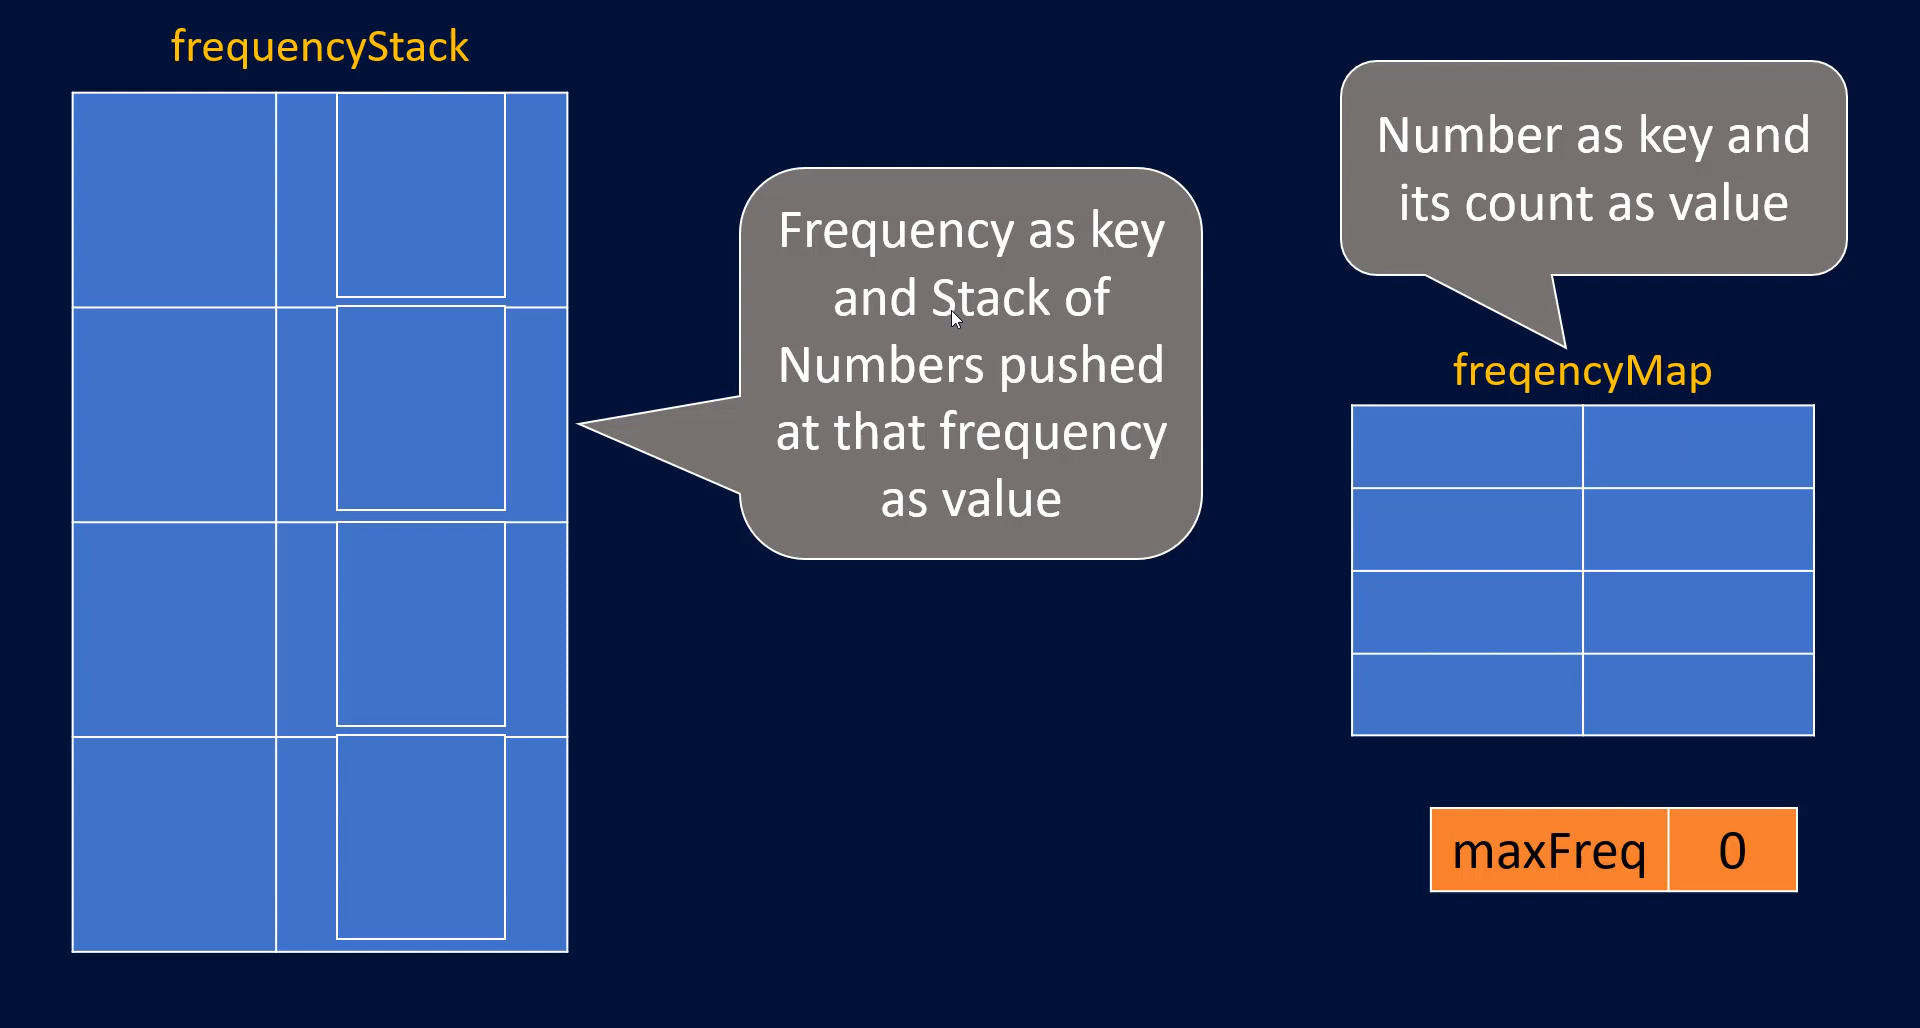 frequencyStack
Frequency as key
and Stack of
Numbers pushed
at that frequency
as value
Number as key and
its count as value
freqencyMap
maxFreq 0